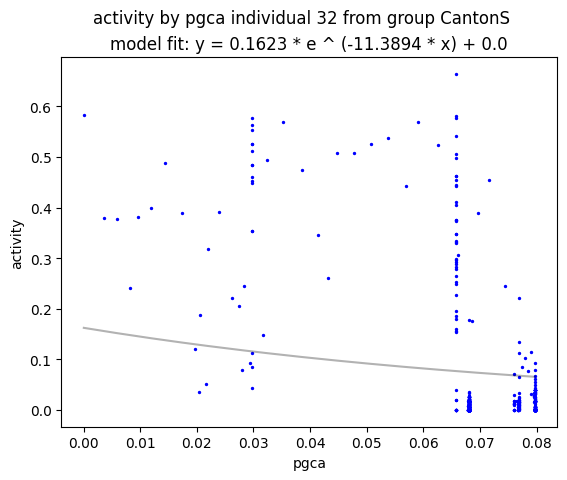 activity by pgca individual 32 from group CantonS
model fit: y = 0.1623 * e ^ (-11.3894 * x) + 0.0
activity
0.6
0.5
0.4
0.3
0.2
0.1
0.0
0.00 0.01 0.02 0.03 0.04 0.05 0.06 0.07 0.08
pgca